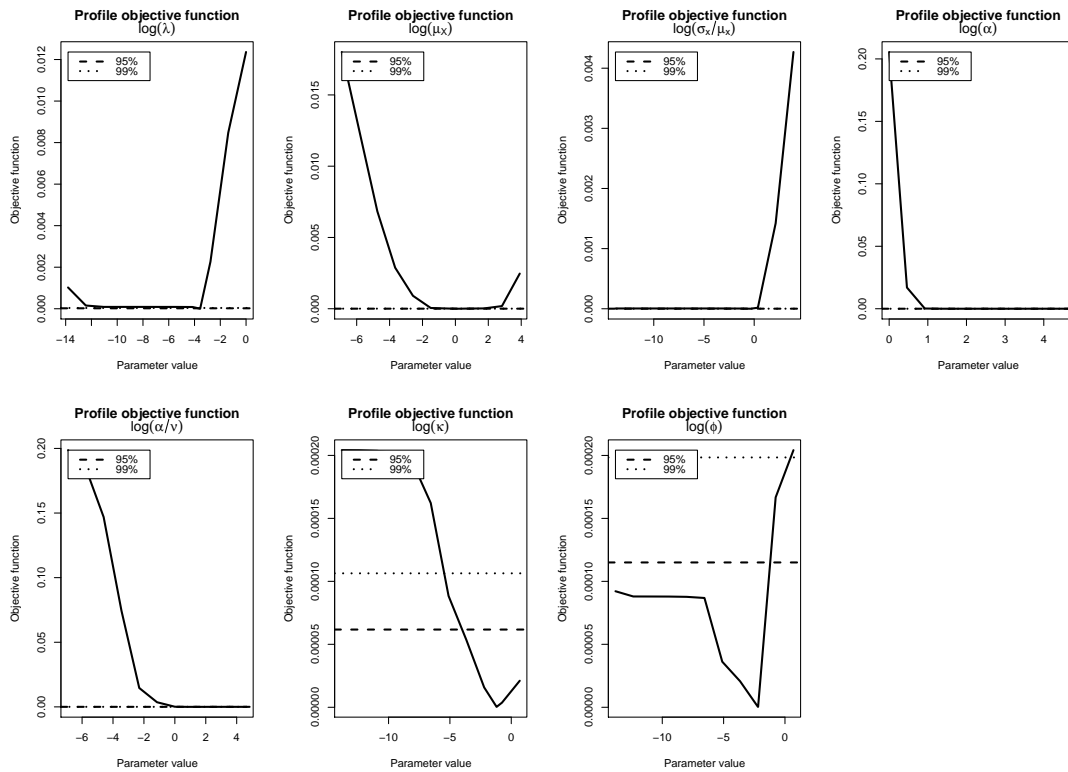 Profile objective function
log(λ)
95%
99%
0.000 0.002 0.004 0.006 0.008 0.010 0.012
Objective function
−14 −10 −8 −6 −4 −2 0
Parameter value
Profile objective function
log(μX)
95%
99%
0.000 0.005 0.010 0.015
Objective function
−6 −4 −2 0 2 4
Parameter value
Profile objective function
log(σx/μx)
95%
99%
0.000 0.001 0.002 0.003 0.004
Objective function
−10 −5 0
Parameter value
Profile objective function
log(α)
95%
99%
0.00 0.05 0.10 0.15 0.20
Objective function
0 1 2 3 4
Parameter value
Profile objective function
log(α/ν)
95%
99%
0.00 0.05 0.10 0.15 0.20
Objective function
−6 −4 −2 0 2 4
Parameter value
Profile objective function
log(κ)
95%
99%
0.00000 0.00005 0.00010 0.00015 0.00020
Objective function
−10 −5 0
Parameter value
Profile objective function
log(φ)
95%
99%
0.00000 0.00005 0.00010 0.00015 0.00020
Objective function
−10 −5 0
Parameter value